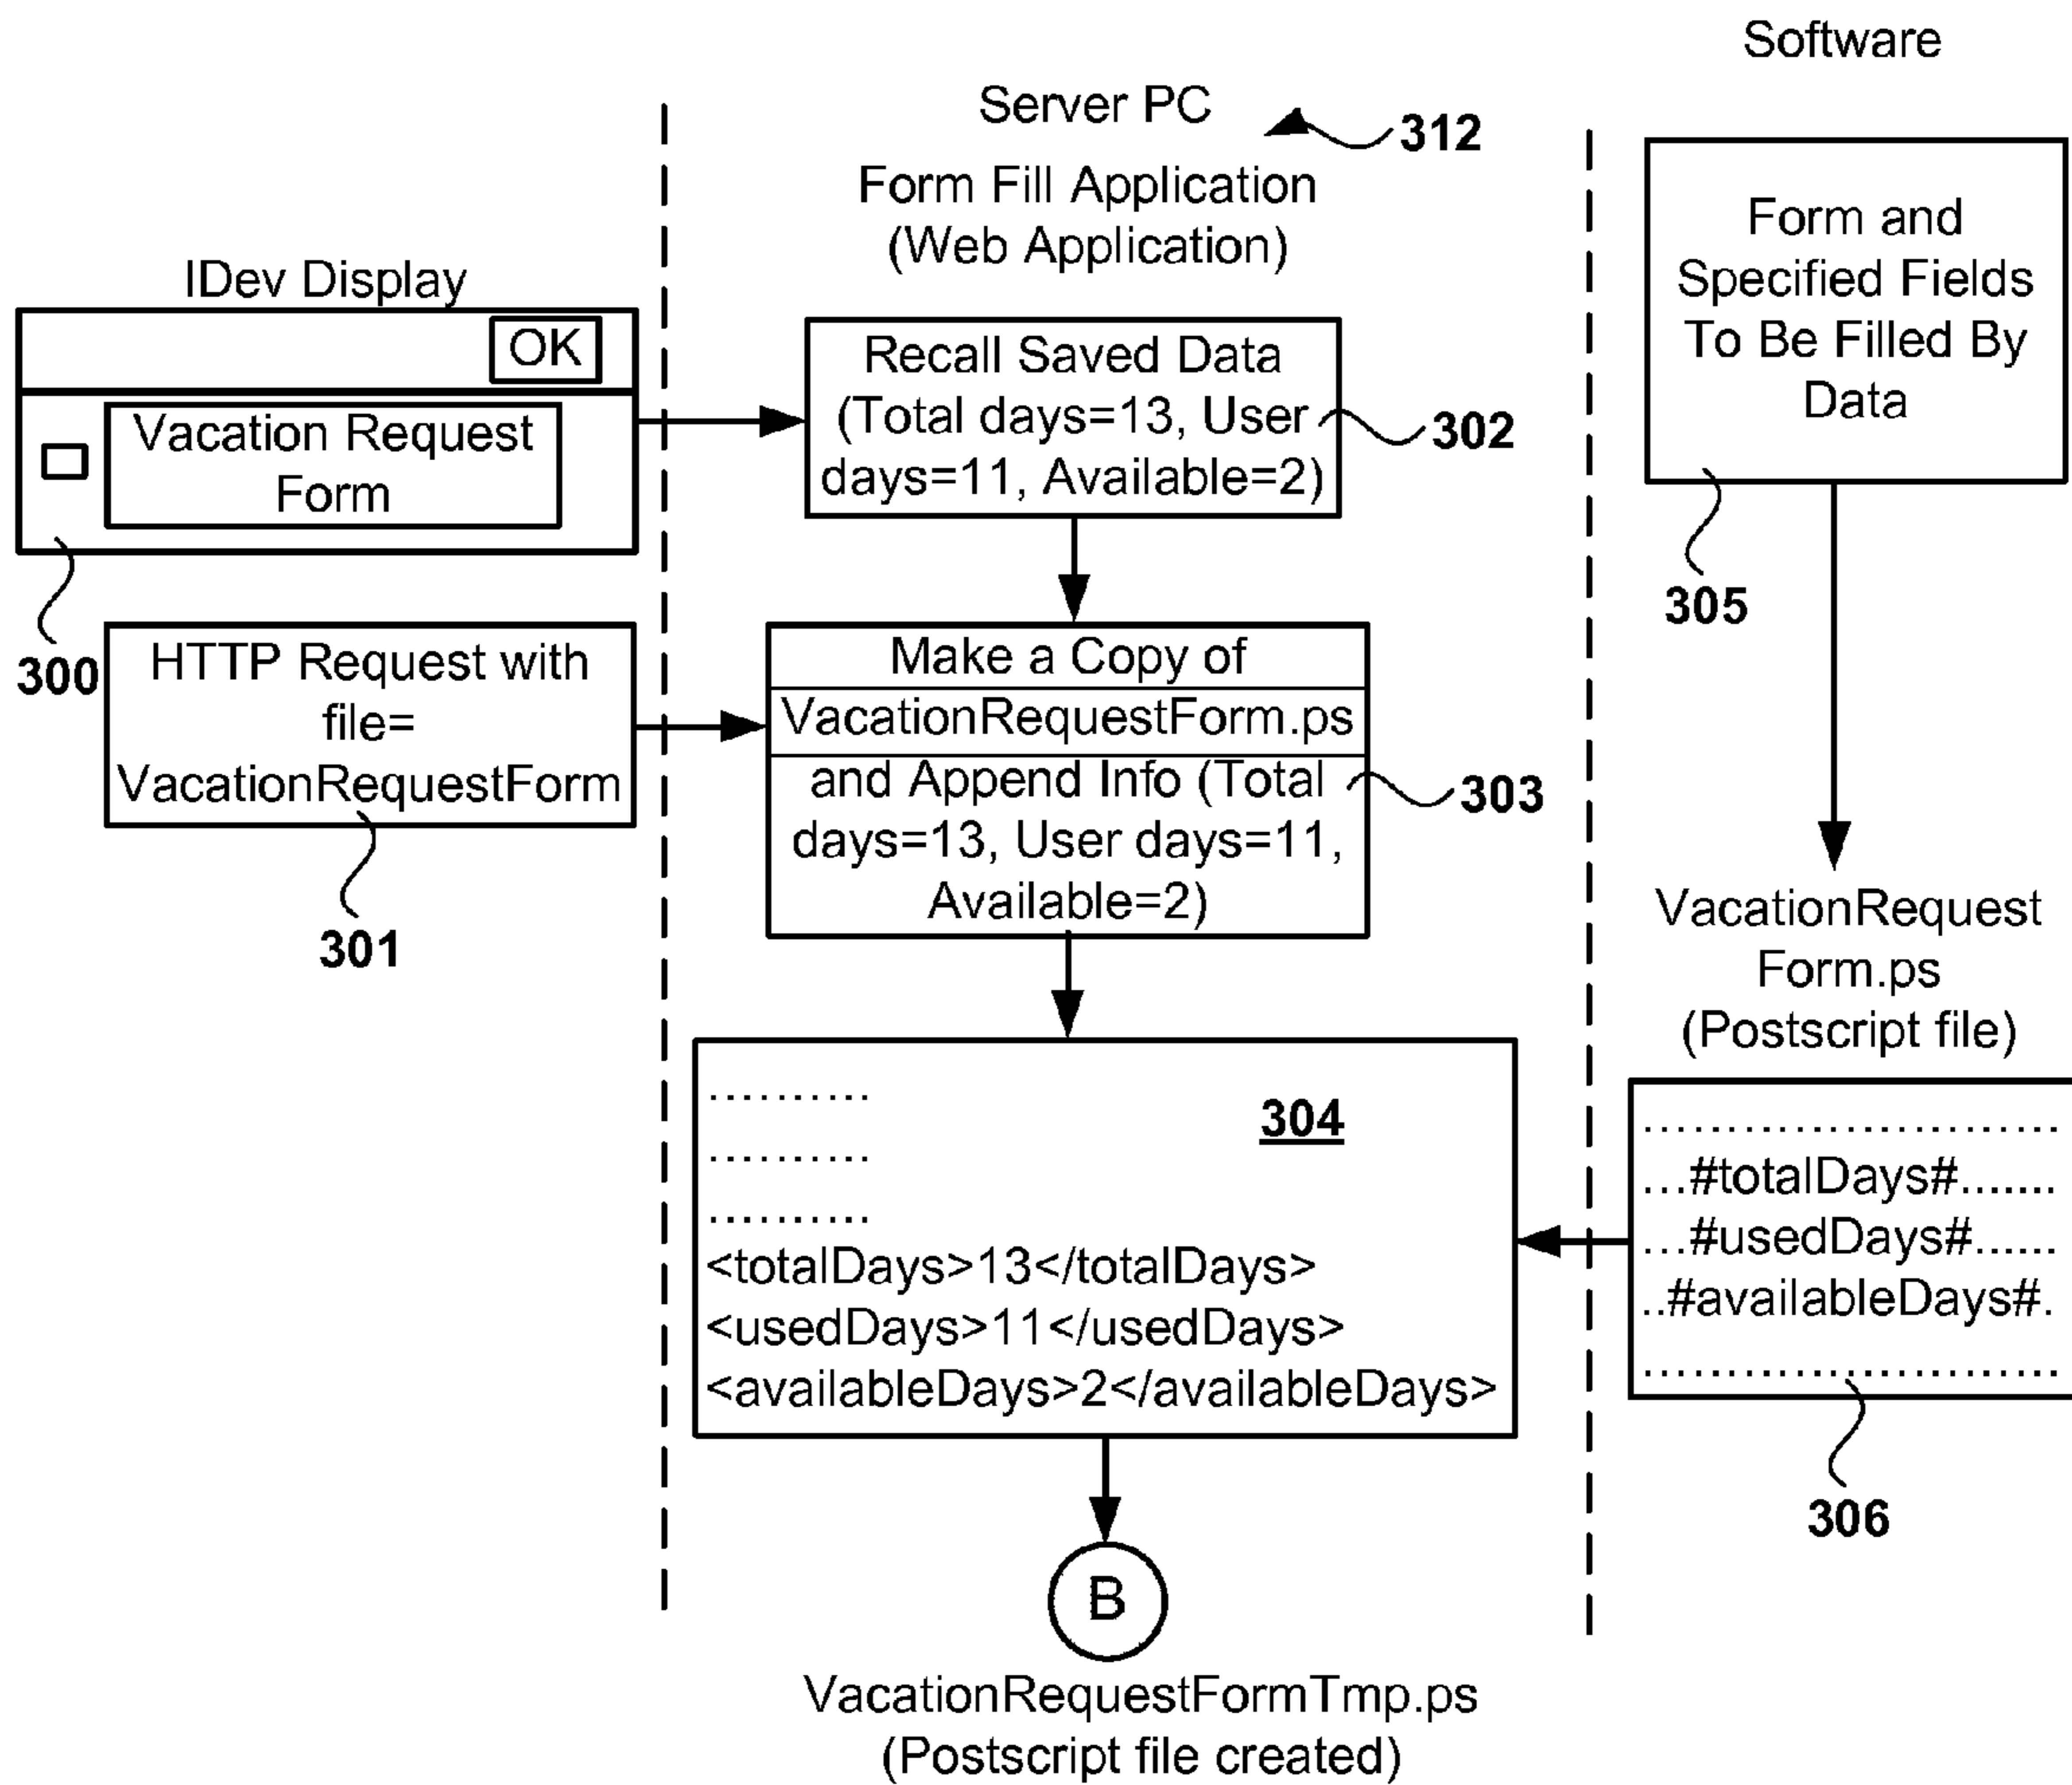 IDev Display
OK
Vacation Request
Form
300
HTTP Request with
file=
VacationRequestForm
301
Server PC
312
Form Fill Application
(Web Application)
Recall Saved Data
(Total days=13, User
days=11, Available=2)
302
Make a Copy of
VacationRequestForm.ps
and Append Info (Total
days=13, User days=11,
Available=2)
303
..........
304
..........
..........
<totalDays>13</totalDays>
<usedDays>11</usedDays>
<availableDays>2</availableDays>
B
VacationRequestFormTmp.ps
(Postscript file created)
Software
Form and
Specified Fields
To Be Filled By
Data
305
VacationRequest
Form.ps
(Postscript file)
.........................
...#totalDays#.......
...#usedDays#......
..#availableDays#.
.........................
306